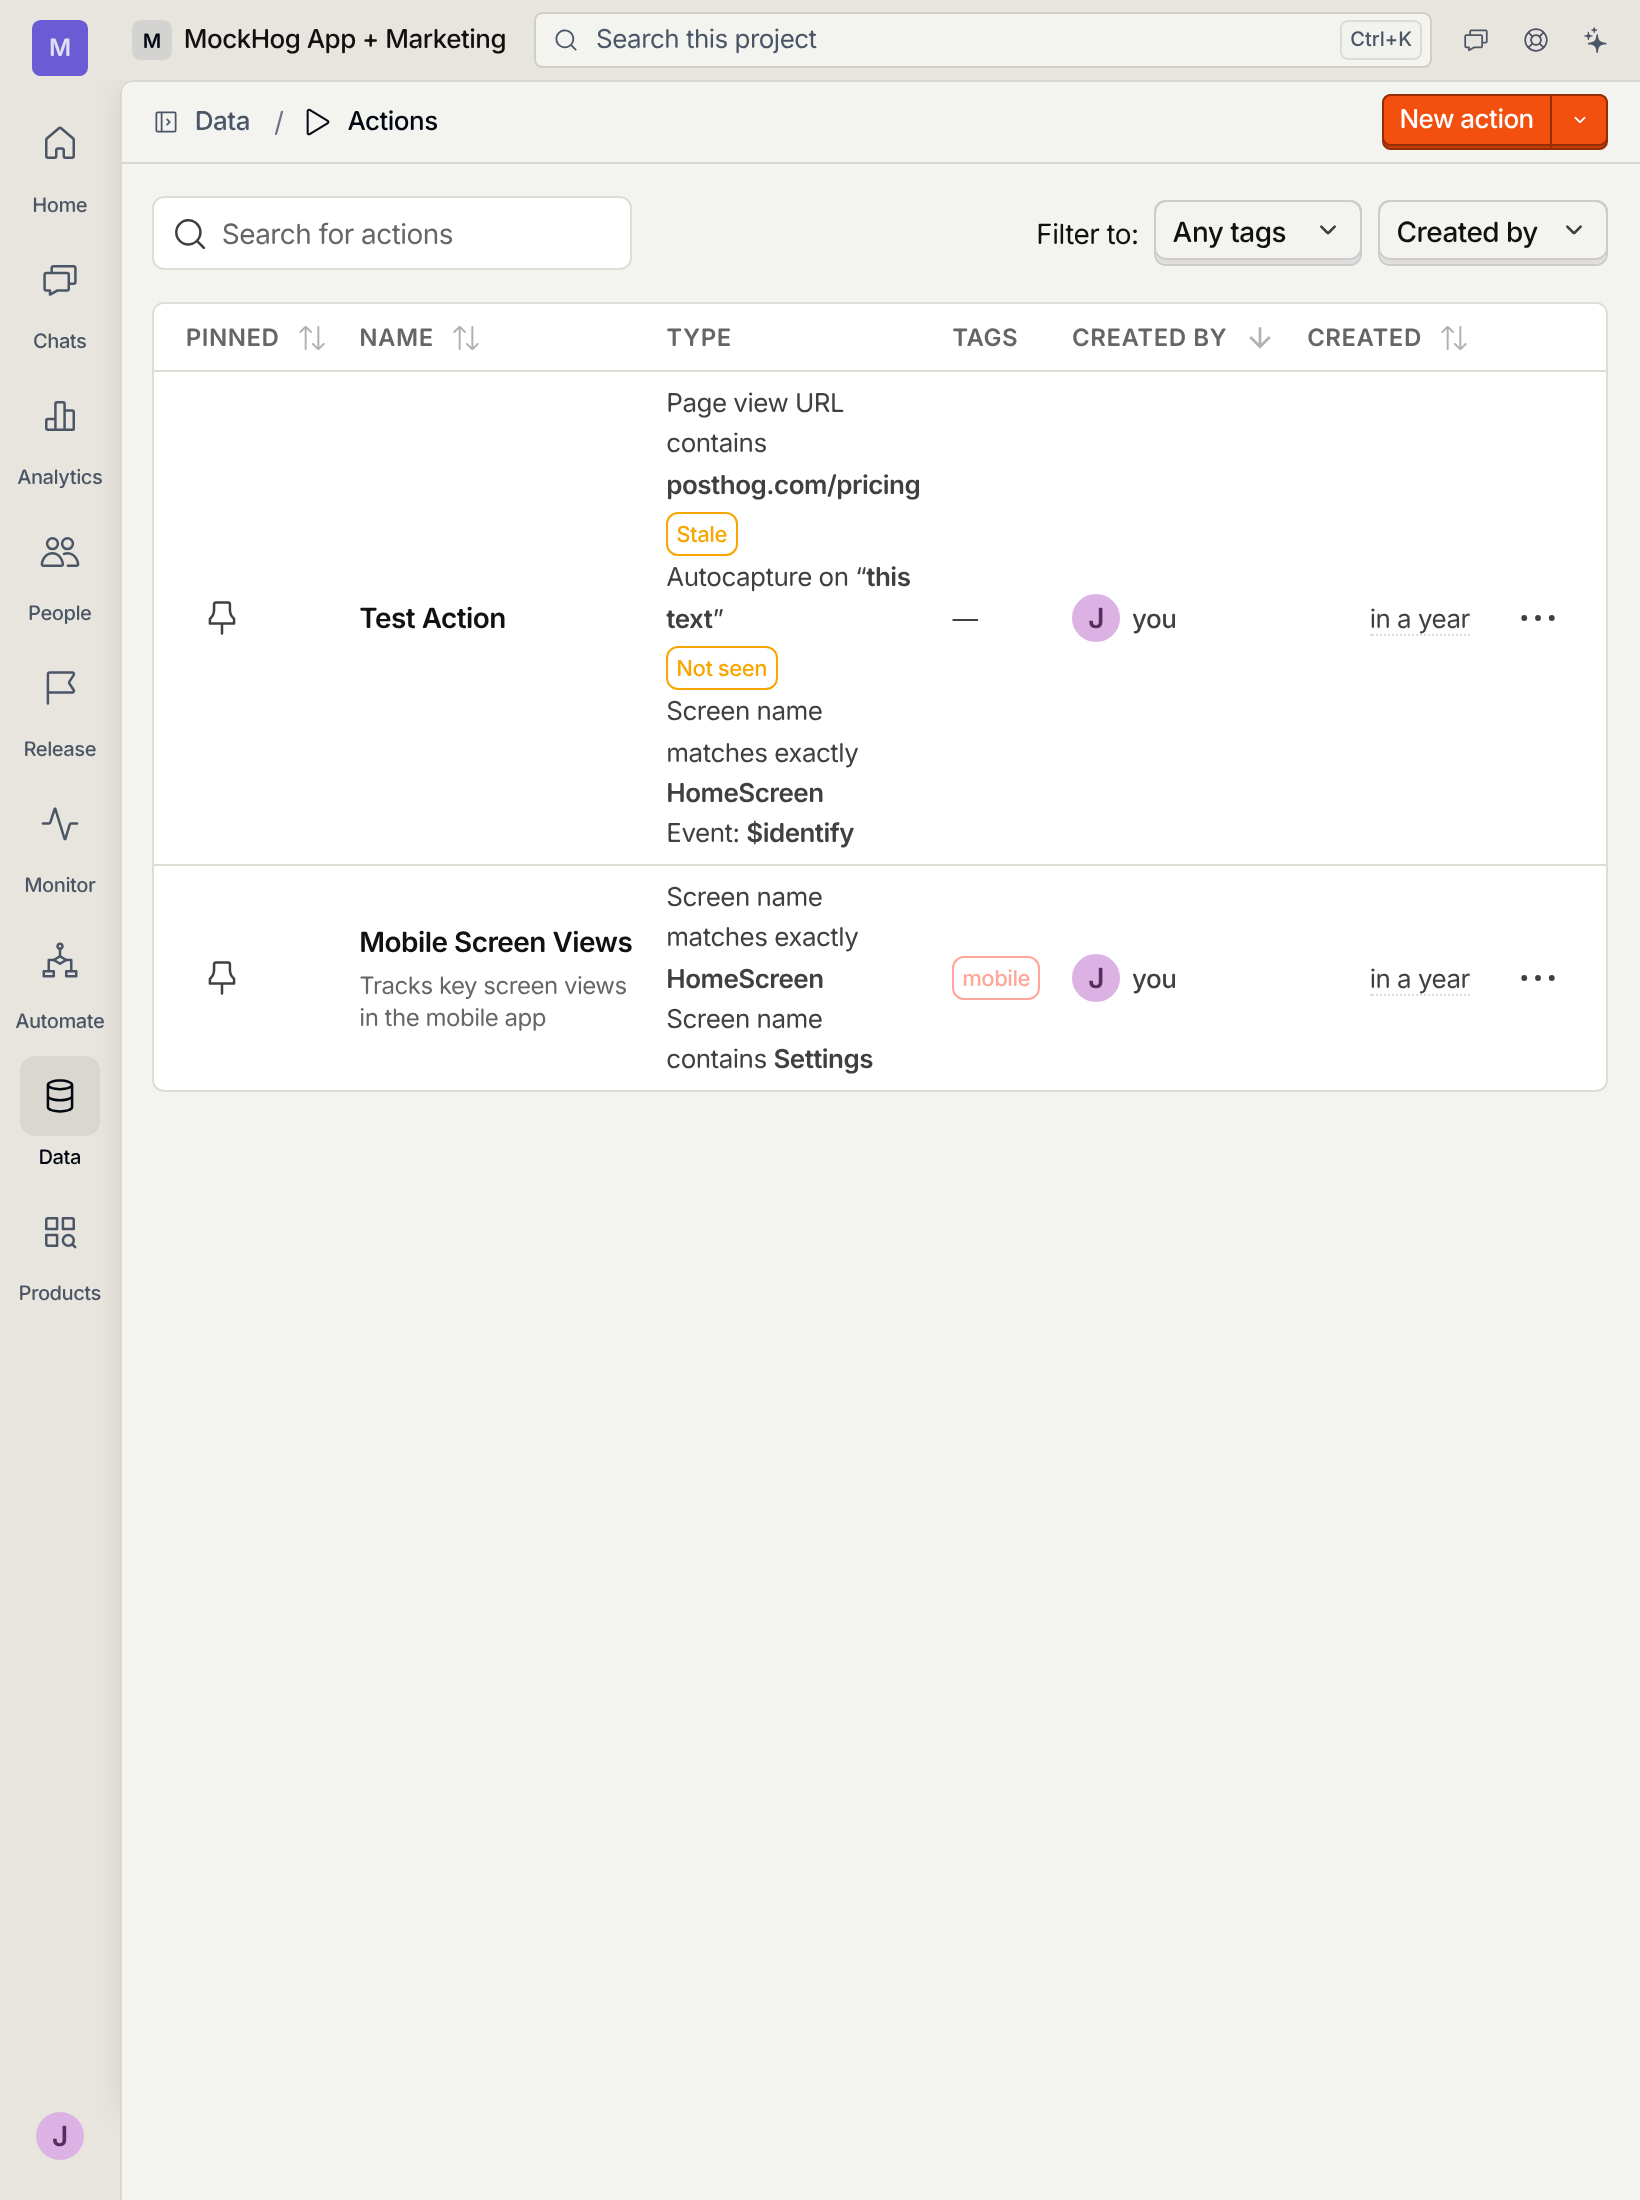 M
M MockHog App + Marketing
Search this project
Ctrl+K
Home
Chats
Analytics
People
Release
Monitor
Automate
Data
Products
J
Data / Actions
New action
Search for actions
Filter to:
Any tags
Created by
PINNED NAME TYPE TAGS CREATED BY CREATED
Test Action
Page view URL
contains
posthog.com/pricing
Stale
Autocapture on “this
text”
Not seen
Screen name
matches exactly
HomeScreen
Event: $identify
—
J you
in a year
Mobile Screen Views
Tracks key screen views
in the mobile app
Screen name
matches exactly
HomeScreen
Screen name
contains Settings
mobile
J you
in a year